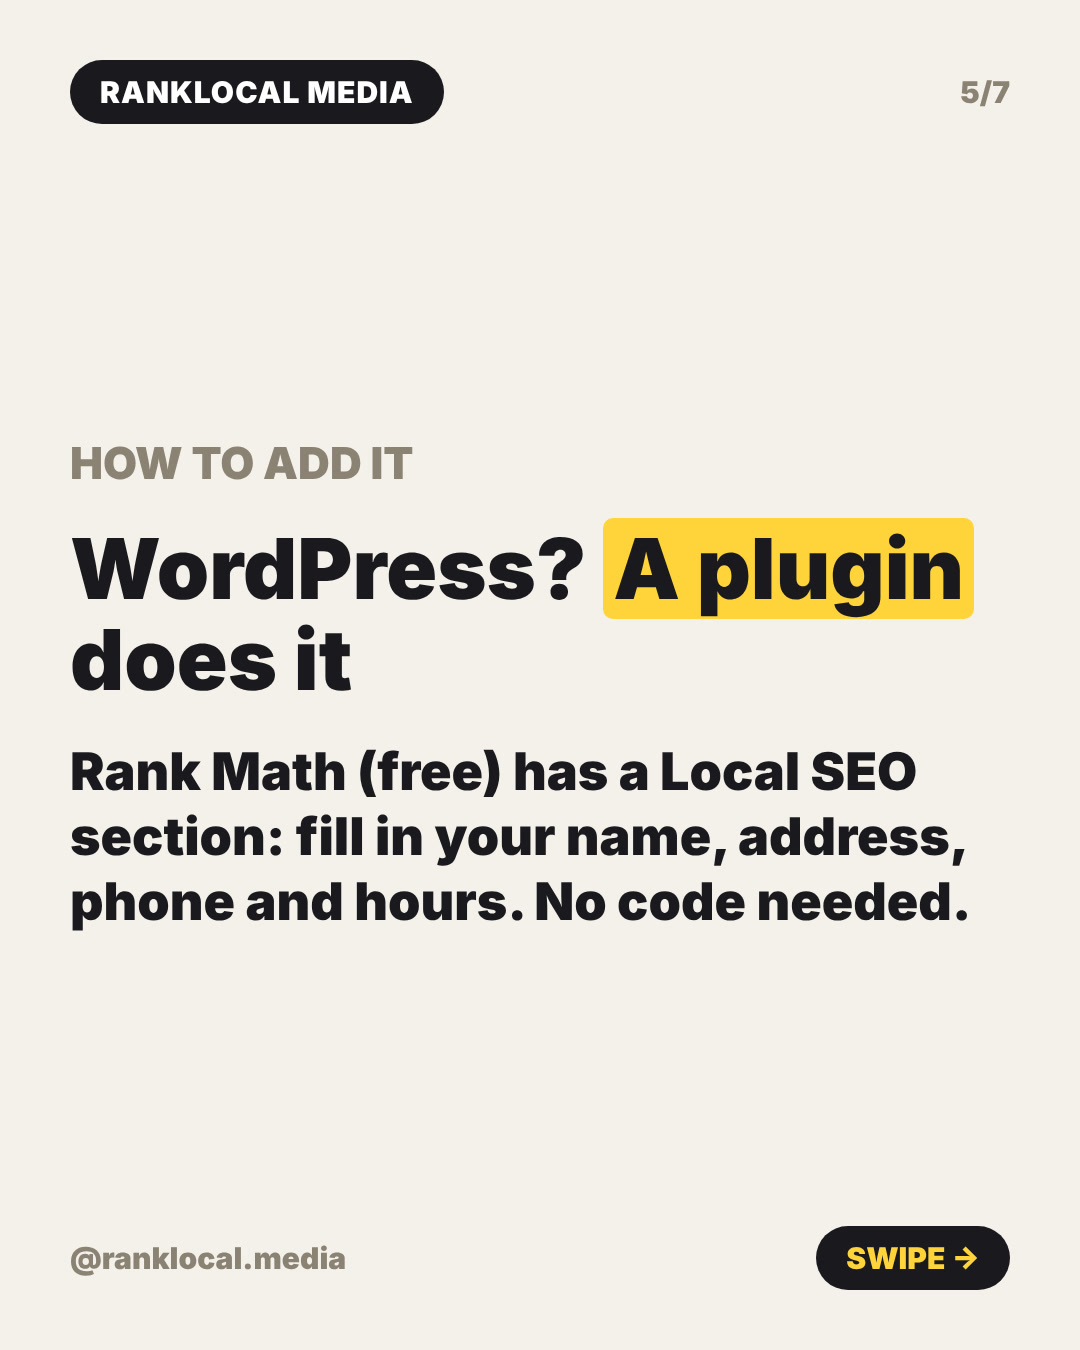 RANKLOCAL MEDIA
5/7
HOW TO ADD IT
WordPress? A plugin
does it
Rank Math (free) has a Local SEO
section: fill in your name, address,
phone and hours. No code needed.
@ranklocal.media
SWIPE →